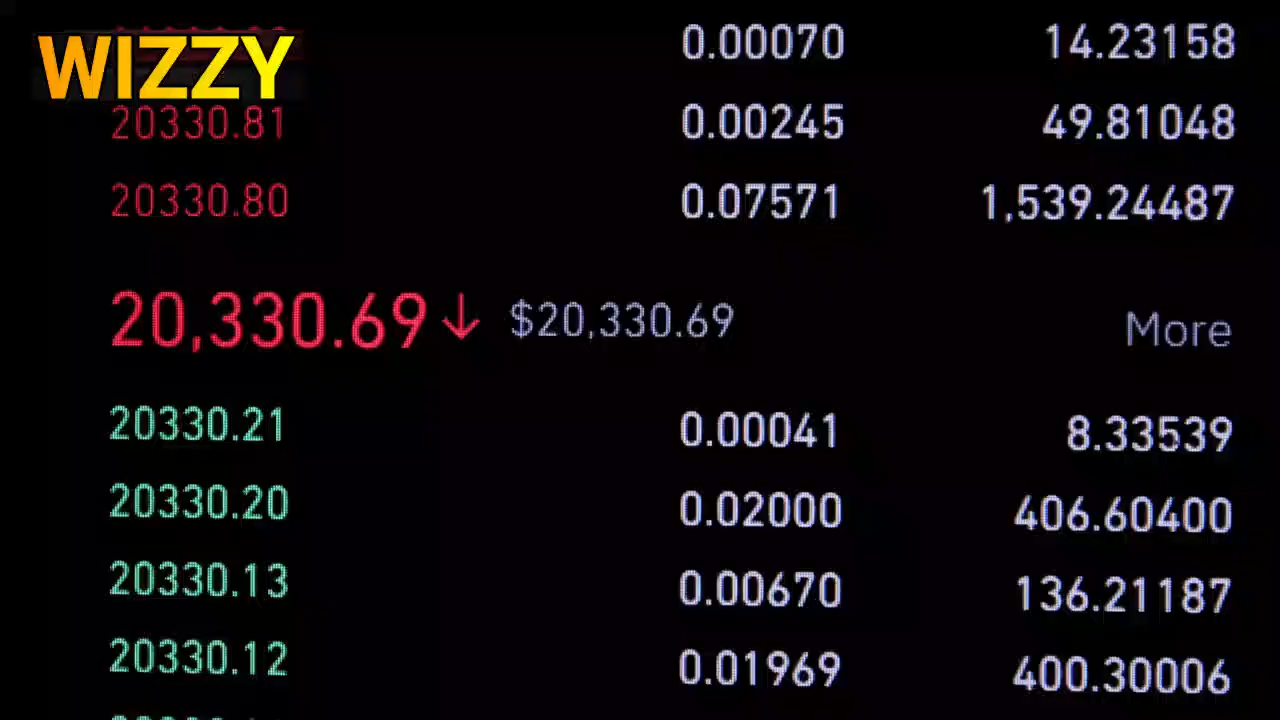 WIZZY
0.00070 14.23158
20330.81 0.00245 49.81048
20330.80 0.07571 1,539.24487
20,330.69↓ $20,330.69 More
20330.21 0.00041 8.33539
20330.20 0.02000 406.60400
20330.13 0.00670 136.21187
20330.12 0.01969 400.30006